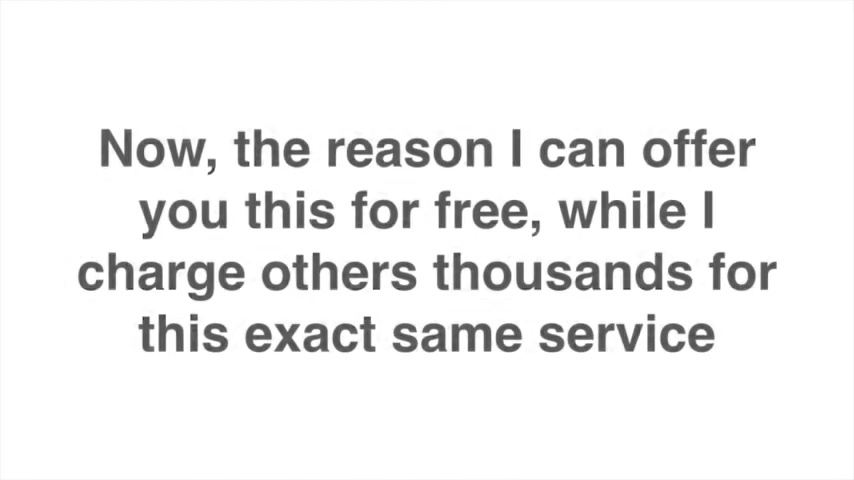 Now, the reason I can offer
you this for free, while I
charge others thousands for
this exact same service